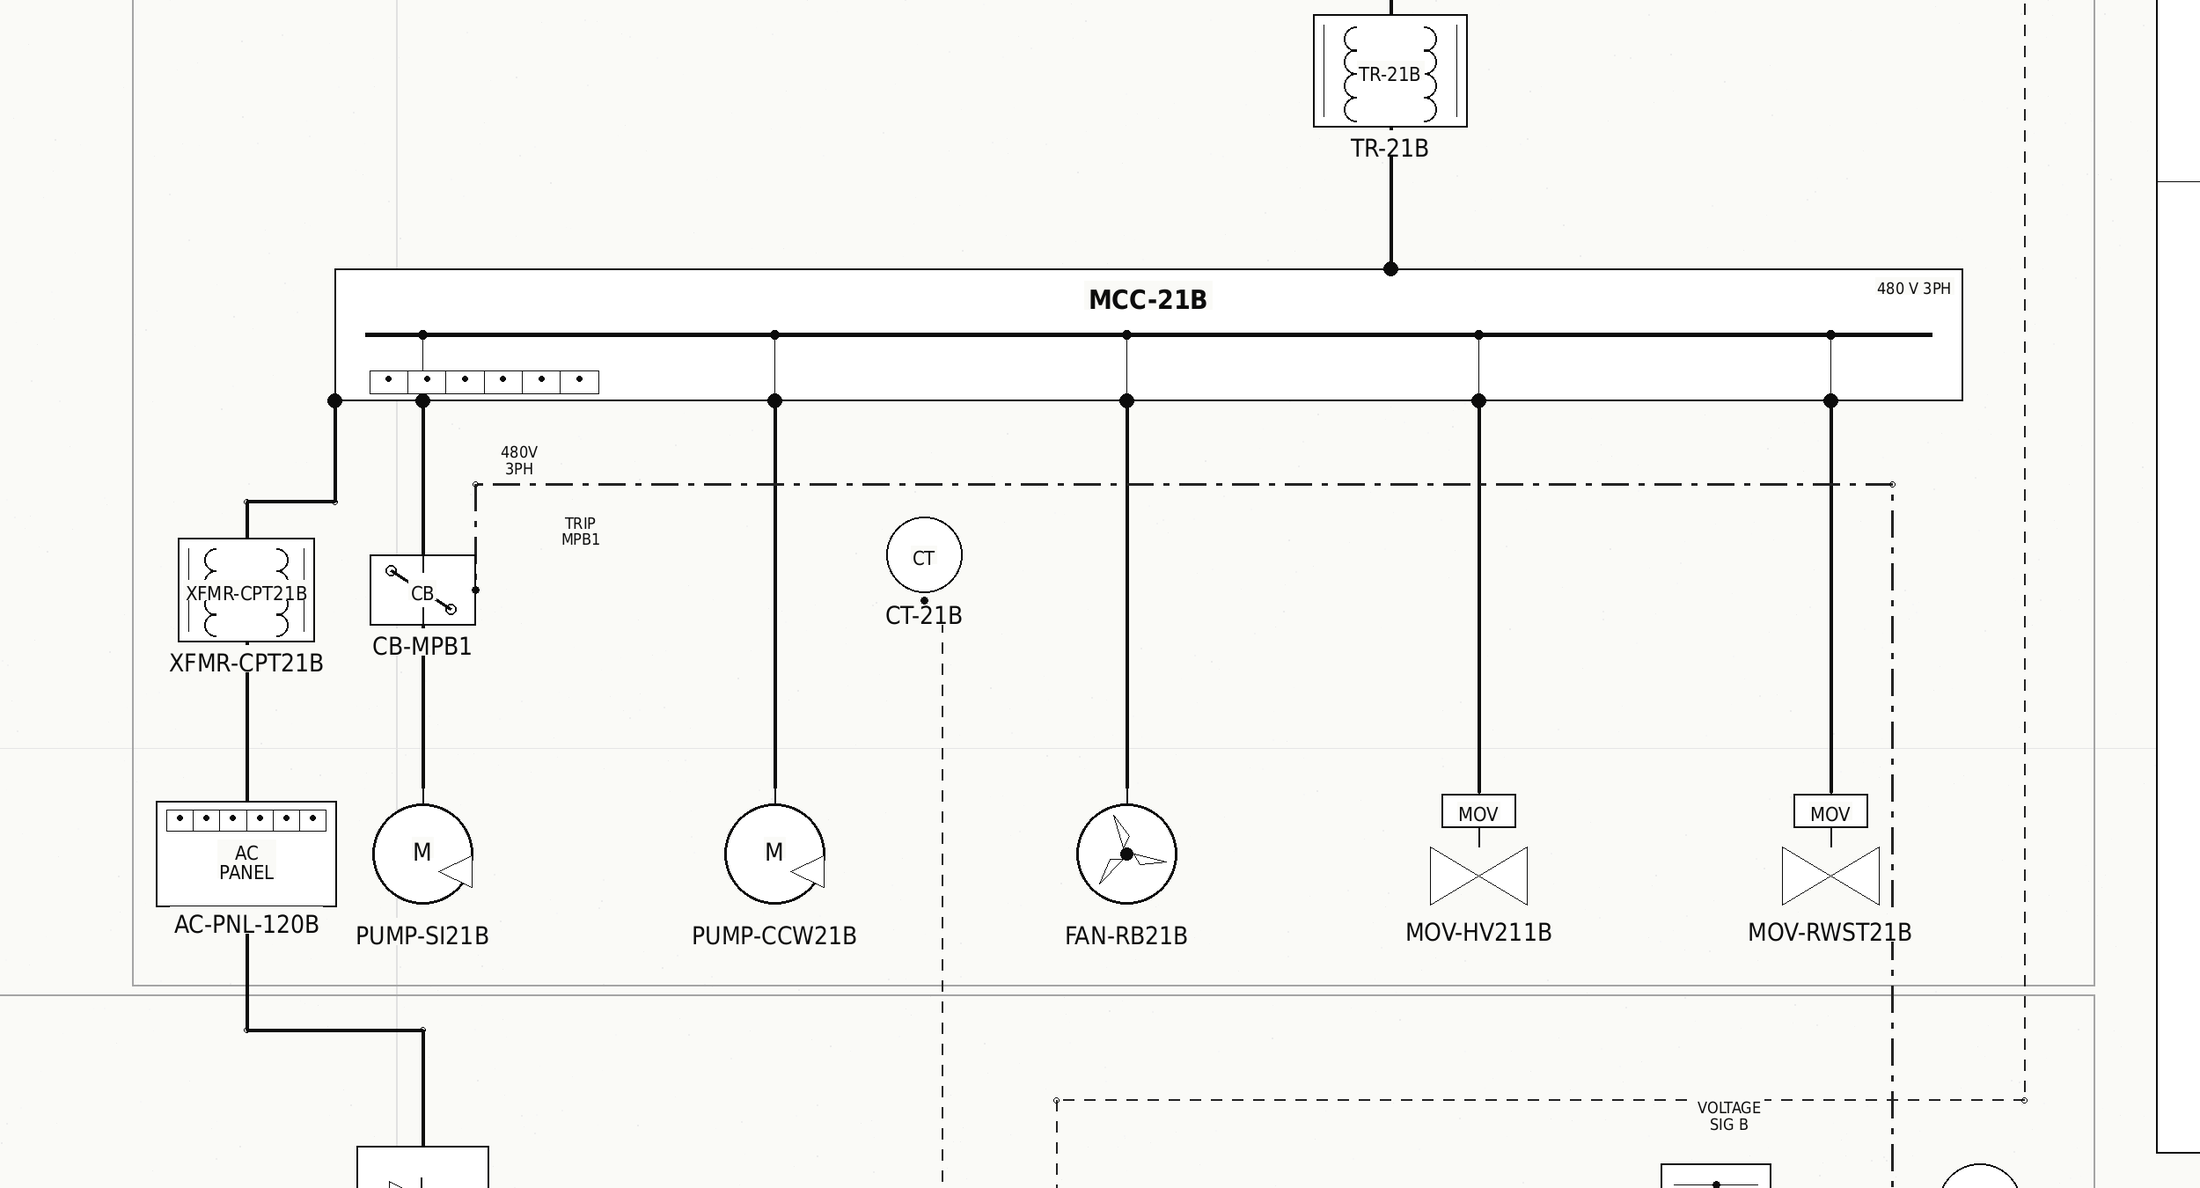 TR-21B
TR-21B
MCC-21B
480 V 3PH
480V
3PH
TRIP
MPB1
CT
CT-21B
XFMR-CPT21B
XFMR-CPT21B
CB
CB-MPB1
MOV
MOV
AC
PANEL
M
M
AC-PNL-120B
PUMP-SI21B
PUMP-CCW21B
FAN-RB21B
MOV-HV211B
MOV-RWST21B
VOLTAGE
SIG B